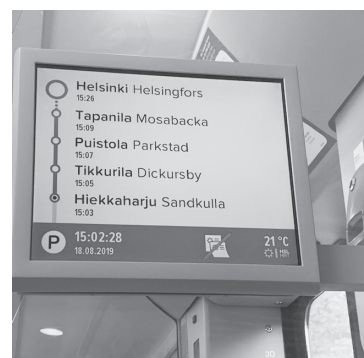 Helsinki Helsingfors
15:26
Tapanila Mosabacka
15:09
Puistola Parkstad
15:07
Tikkurila Dickursby
15:05
Hiekkaharju Sandkulla
15:03
P 15:02:28 21 °C
18.08.2019